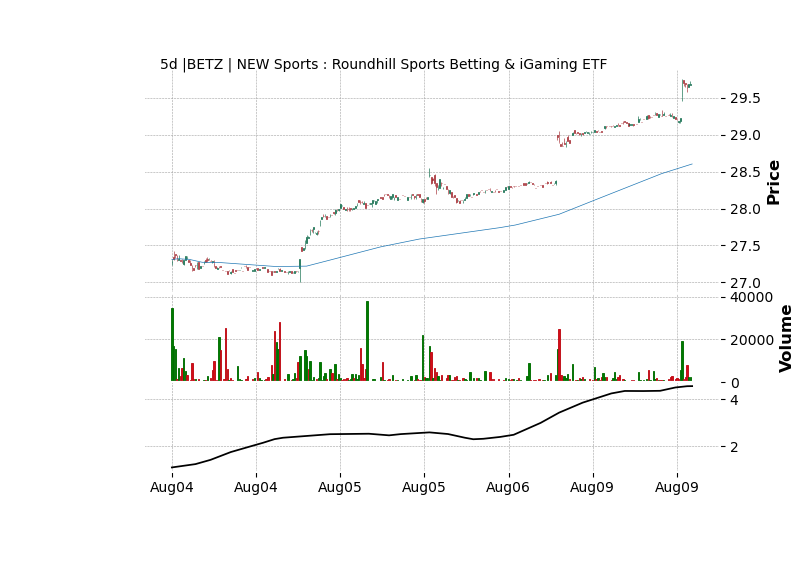 5d |BETZ | NEW Sports : Roundhill Sports Betting & iGaming ETF
29.5
29.0
28.5
28.0
27.5
27.0
Price
40000
20000
0
Volume
4
2
Aug04 Aug04 Aug05 Aug05 Aug06 Aug09 Aug09